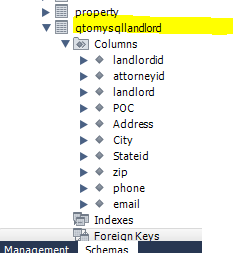 property
qtomysqllandlord
Columns
landlordid
attorneyid
landlord
POC
Address
City
Stateid
zip
phone
email
Indexes
Foreign Keys
Management Schemas